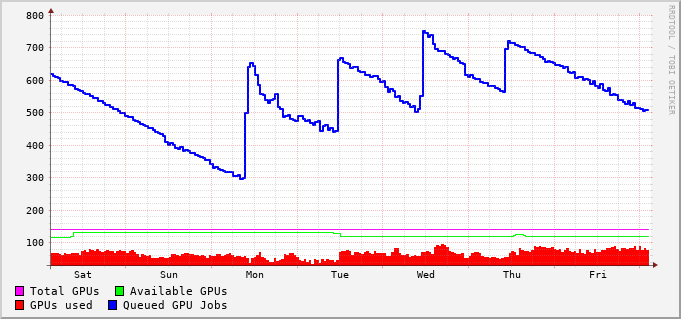 800
700
600
500
400
300
200
100
Sat Sun Mon Tue Wed Thu Fri
Total GPUs Available GPUs
GPUs used Queued GPU Jobs
RRDTOOL / TOBI OETIKER